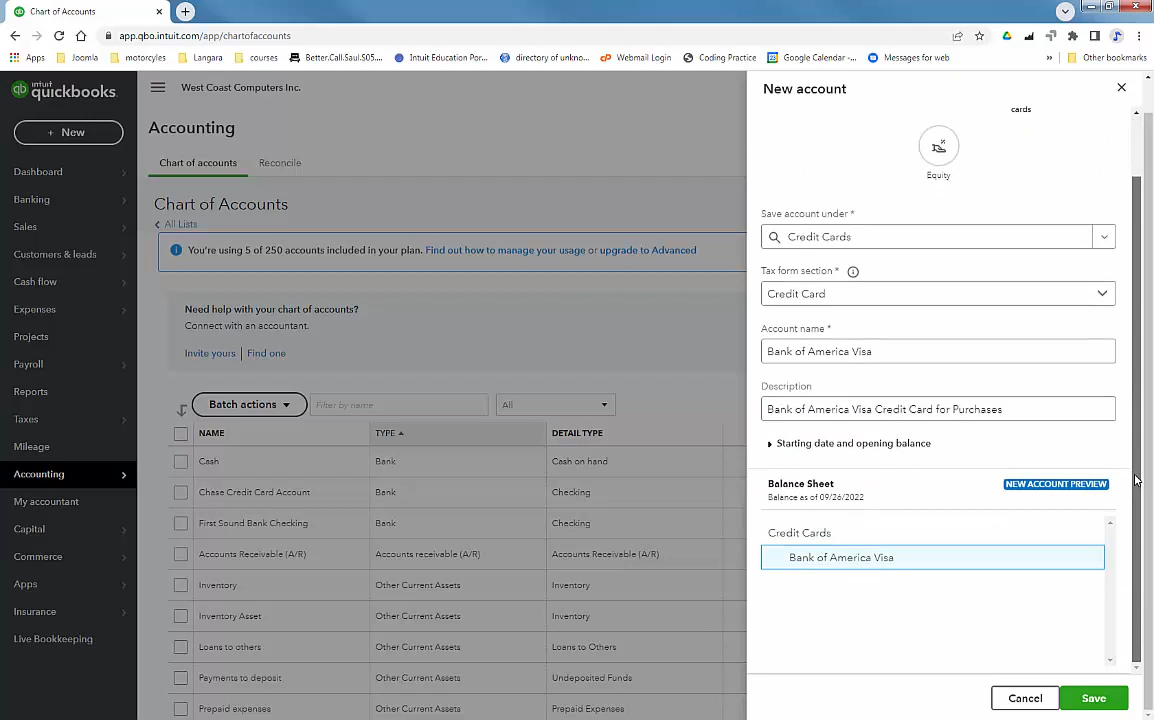 Chart of Accounts
app.qbo.intuit.com/app/chartofaccounts
Apps
Joomla
motorcyles
Langara
courses
Better.Call.Saul.S05....
Intuit Education Por...
directory of unkno...
Webmail Login
Coding Practice
Google Calendar -...
Messages for web
»
Other bookmarks
intuit
quickbooks.
+ New
Dashboard
Banking
Sales
Customers & leads
Cash flow
Expenses
Projects
Payroll
Reports
Taxes
Mileage
Accounting
My accountant
Capital
Commerce
Apps
Insurance
Live Bookkeeping
West Coast Computers Inc.
Accounting
Chart of accounts
Reconcile
Chart of Accounts
All Lists
You're using 5 of 250 accounts included in your plan. Find out how to manage your usage or upgrade to Advanced
Need help with your chart of accounts?
Connect with an accountant.
Invite yours | Find one
Batch actions
Filter by name
All
NAME TYPE DETAIL TYPE
Cash Bank Cash on hand
Chase Credit Card Account Bank Checking
First Sound Bank Checking Bank Checking
Accounts Receivable (A/R) Accounts receivable (A/R) Accounts Receivable (A/R)
Inventory Other Current Assets Inventory
Inventory Asset Other Current Assets Inventory
Loans to others Other Current Assets Loans to Others
Payments to deposit Other Current Assets Undeposited Funds
Prepaid expenses Other Current Assets Prepaid Expenses
New account
cards
Equity
Save account under *
Credit Cards
Tax form section *
Credit Card
Account name *
Bank of America Visa
Description
Bank of America Visa Credit Card for Purchases
Starting date and opening balance
Balance Sheet
NEW ACCOUNT PREVIEW
Balance as of 09/26/2022
Credit Cards
Bank of America Visa
Cancel
Save